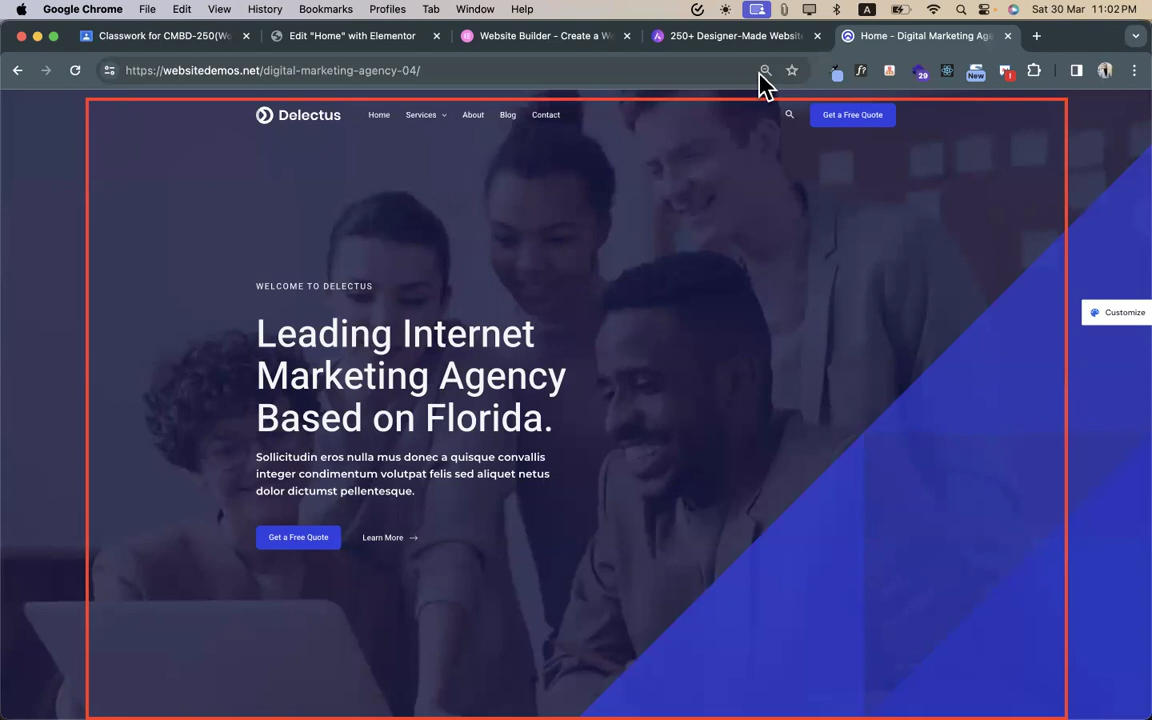 Google Chrome File Edit View History Bookmarks Profiles Tab Window Help
A
Sat 30 Mar 11:02 PM
Classwork for CMBD-250(Wo
Edit "Home" with Elementor
Website Builder - Create a W
250+ Designer-Made Website
Home - Digital Marketing Age
https://websitedemos.net/digital-marketing-agency-04/
f?
29
New
Delectus
Home Services About Blog Contact
Get a Free Quote
WELCOME TO DELECTUS
Customize
Leading Internet
Marketing Agency
Based on Florida.
Sollicitudin eros nulla mus donec a quisque convallis
integer condimentum volutpat felis sed aliquet netus
dolor dictumst pellentesque.
Get a Free Quote
Learn More →